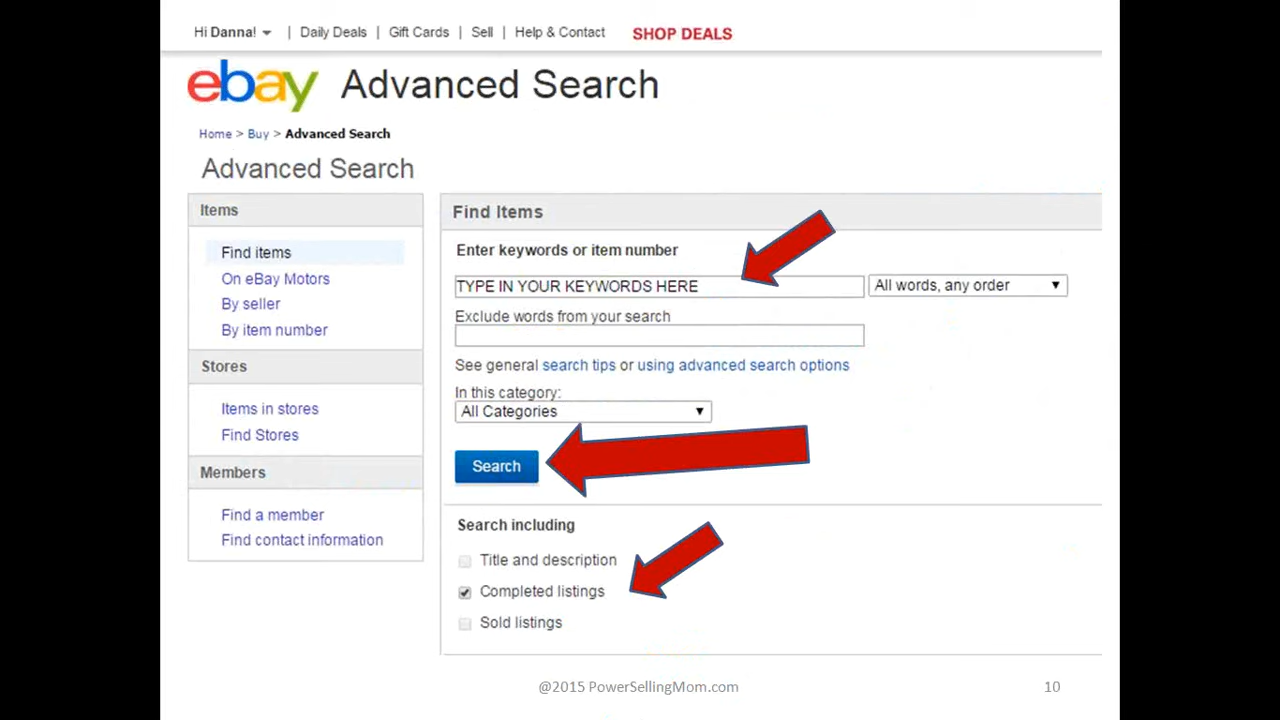 Hi Danna! | Daily Deals | Gift Cards | Sell | Help & Contact SHOP DEALS
ebay Advanced Search
Home > Buy > Advanced Search
Advanced Search
Items
Find items
On eBay Motors
By seller
By item number
Stores
Items in stores
Find Stores
Members
Find a member
Find contact information
Find Items
Enter keywords or item number
TYPE IN YOUR KEYWORDS HERE All words, any order
Exclude words from your search
See general search tips or using advanced search options
In this category:
All Categories
Search
Search including
Title and description
Completed listings
Sold listings
@2015 PowerSellingMom.com 10